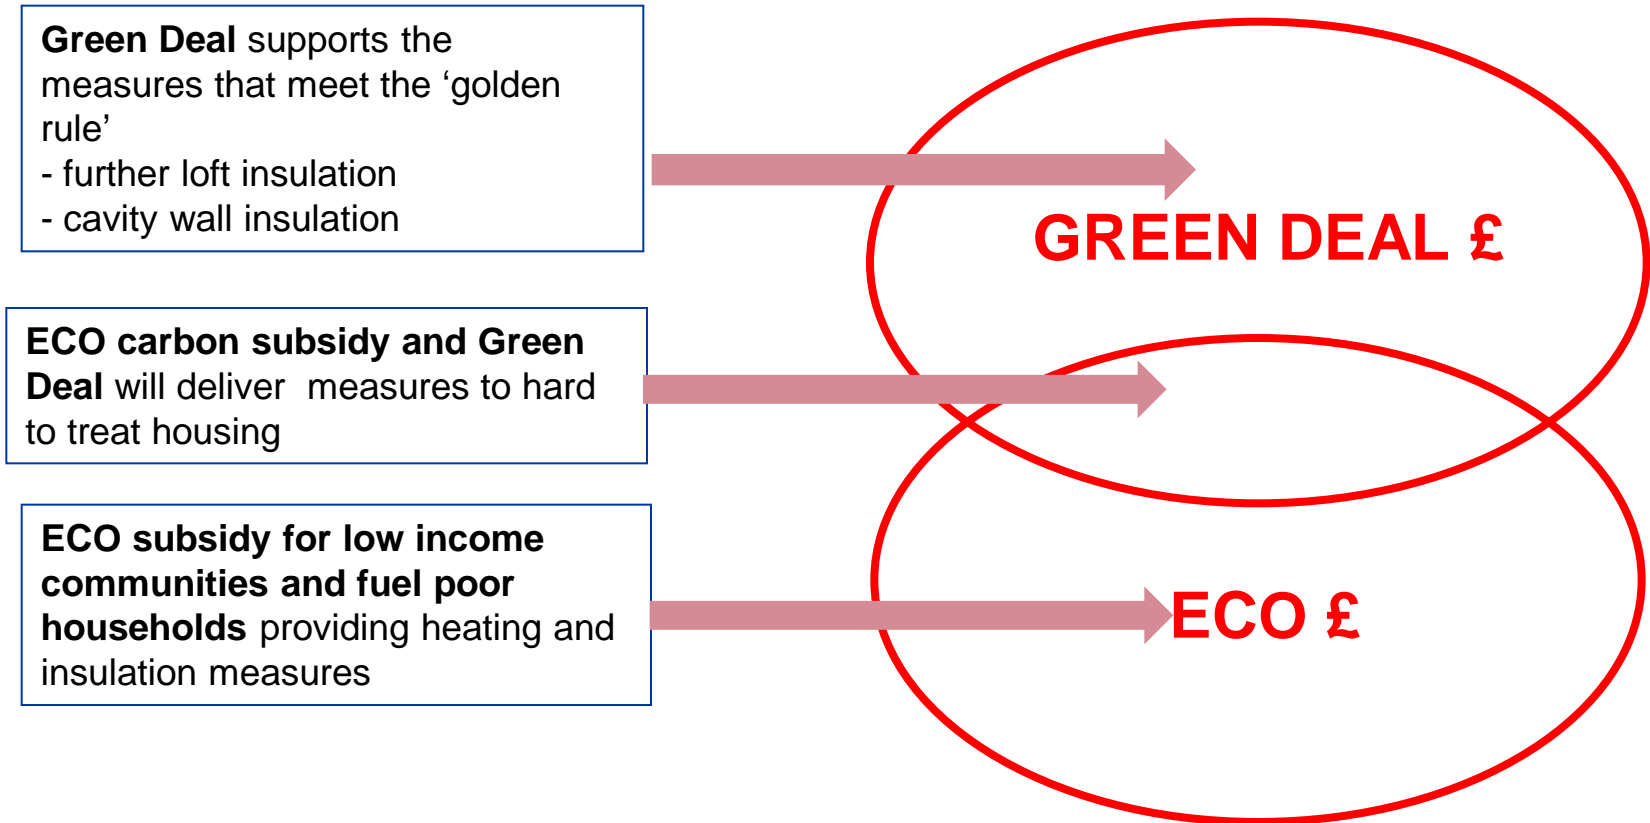 Green Deal supports the
measures that meet the ‘golden
rule’
- further loft insulation
- cavity wall insulation
GREEN DEAL £
ECO carbon subsidy and Green
Deal will deliver  measures to hard
to treat housing
ECO subsidy for low income
communities and fuel poor
households providing heating and
insulation measures
ECO £